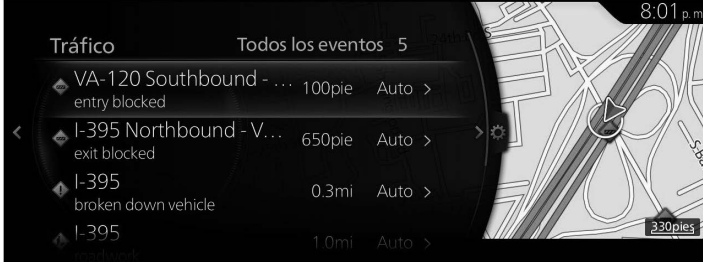 8:01 p.m
Tráfico Todos los eventos 5
VA-120 Southbound - ... 100pie Auto >
entry blocked
I-395 Northbound - V... 650pie Auto >
exit blocked
I-395 0.3mi Auto >
broken down vehicle
I-395 1.0mi Auto >
roadwork
330pies